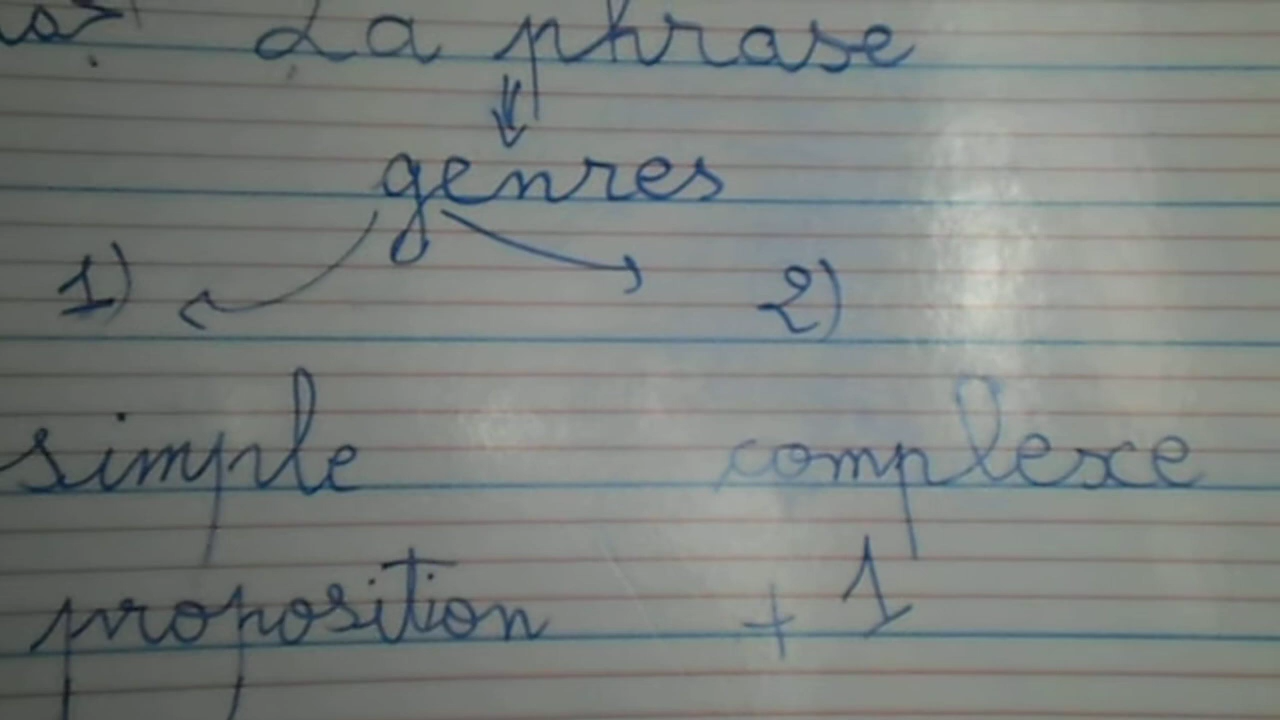 La phrase
genres
1) 2)
simple complexe
proposition + 1